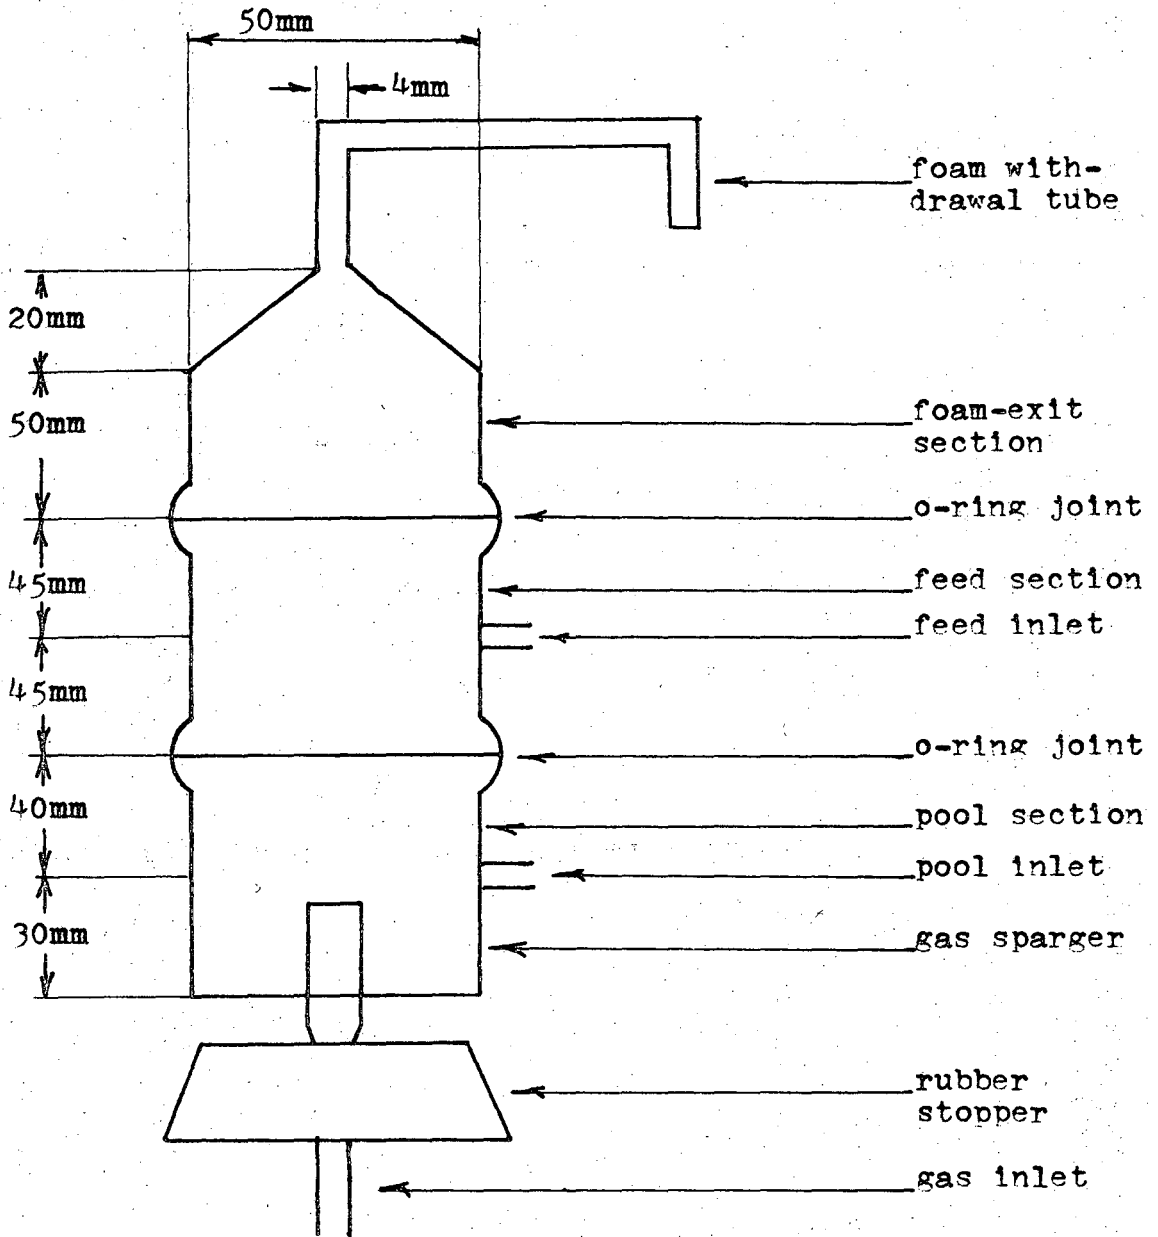 50mm
4mm
foam with-
drawal tube
20mm
50mm
foam-exit
section
o-ring joint
45mm
feed section
feed inlet
45mm
o-ring joint
40mm
pool section
pool inlet
30mm
gas sparger
rubber
stopper
gas inlet